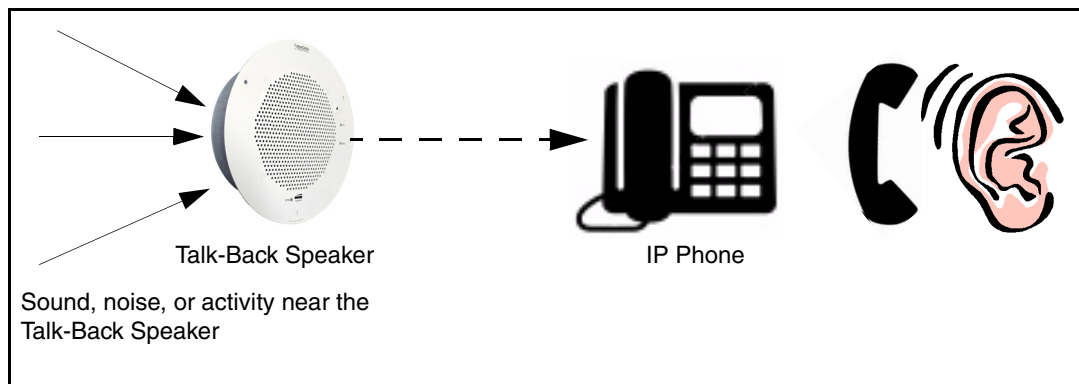 Talk-Back Speaker
IP Phone
Sound, noise, or activity near the
Talk-Back Speaker